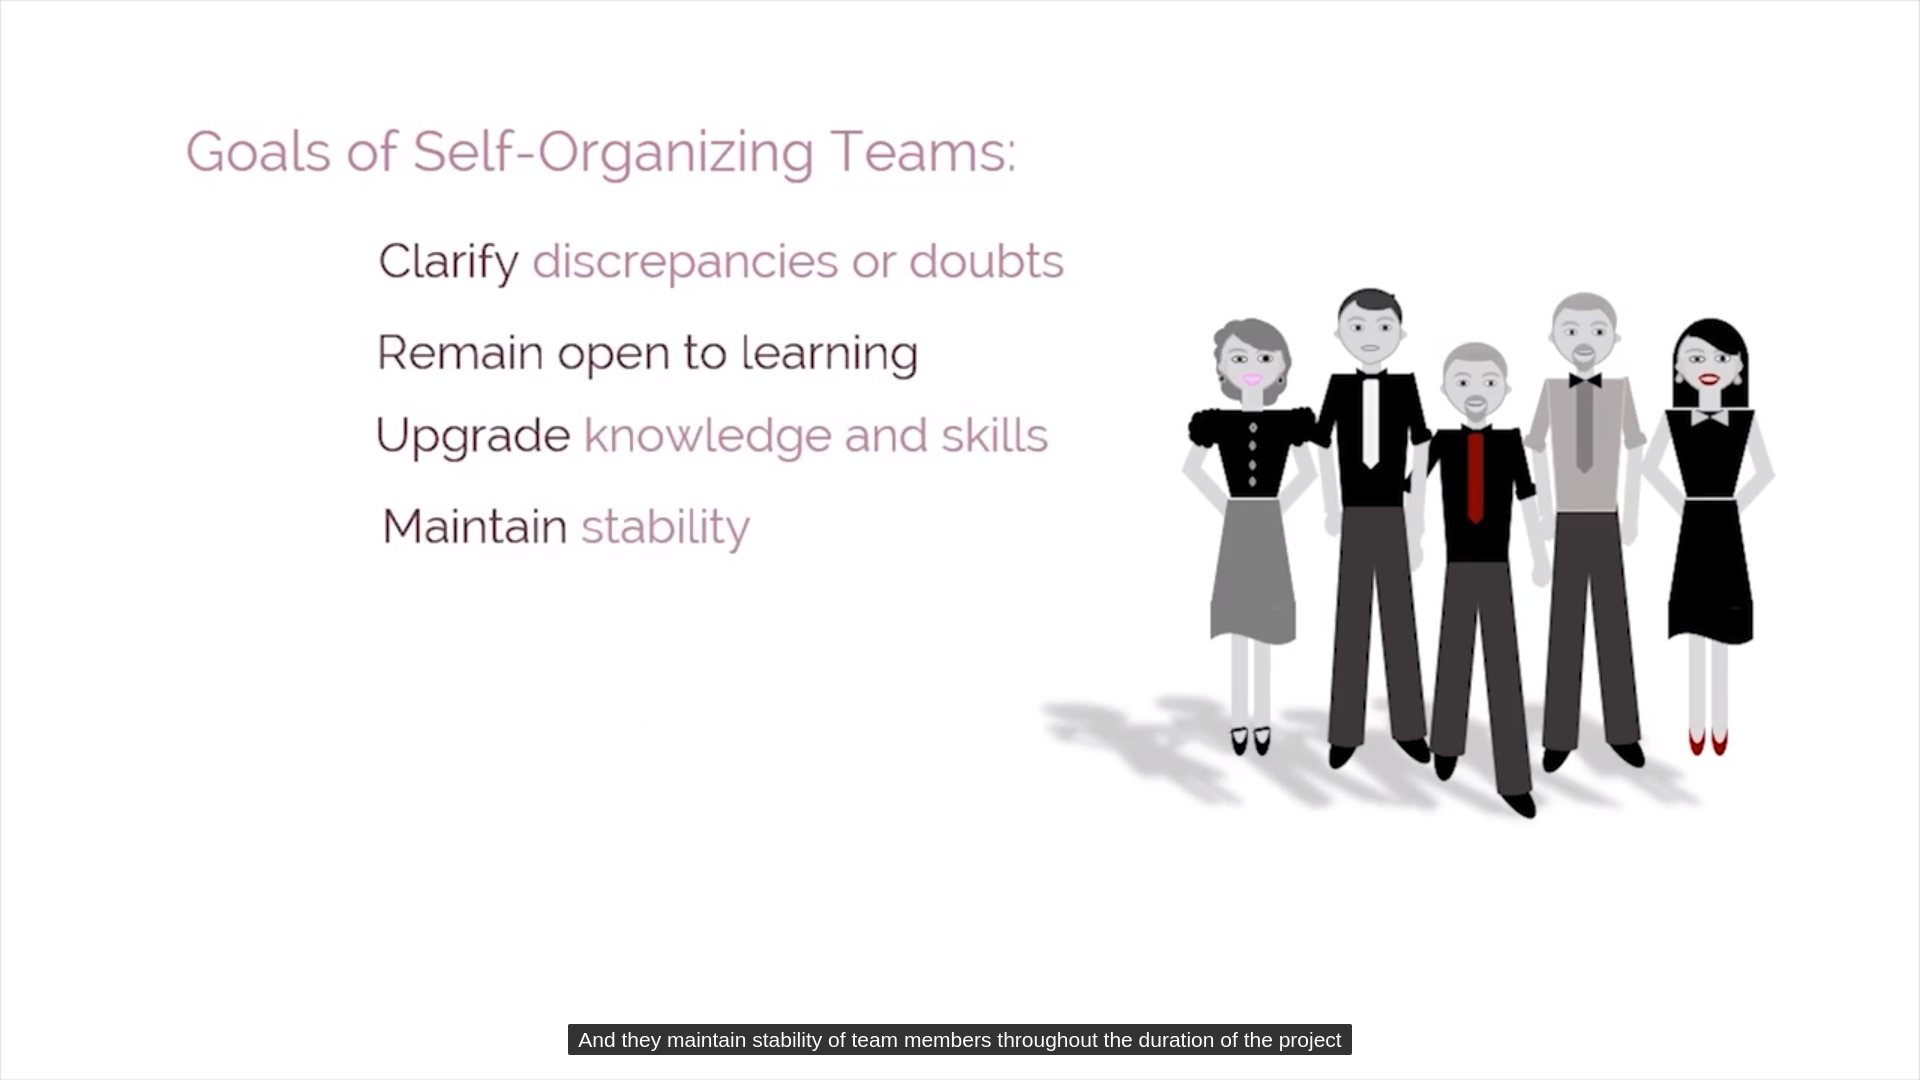 Goals of Self-Organizing Teams:
Clarify discrepancies or doubts
Remain open to learning
Upgrade knowledge and skills
Maintain stability
And they maintain stability of team members throughout the duration of the project